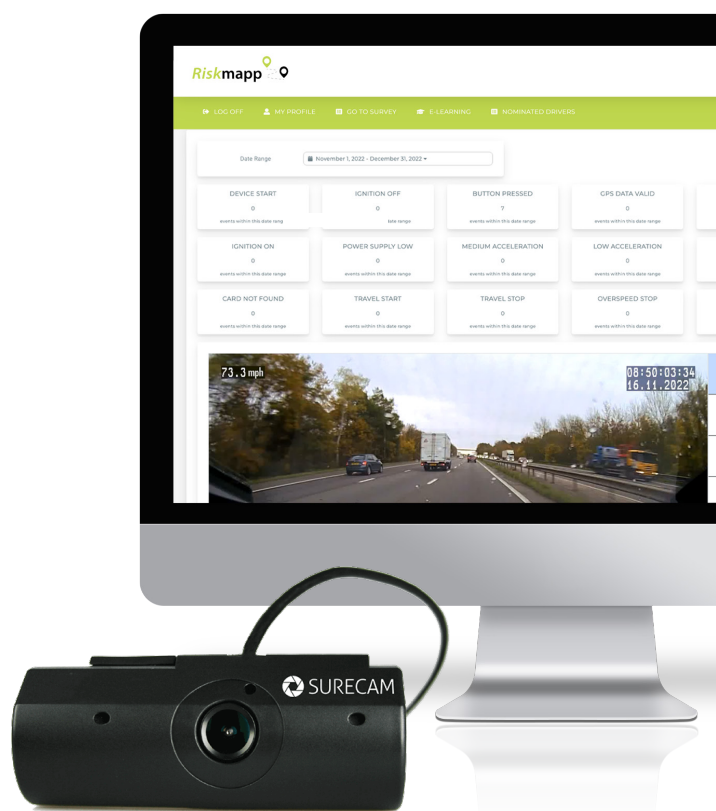 Riskmapp
LOG OFF MY PROFILE GO TO SURVEY E-LEARNING NOMINATED DRIVERS
Date Range November 1, 2022 - December 31, 2022
DEVICE START IGNITION OFF BUTTON PRESSED GPS DATA VALID
0 0 7 0
events within this date rang late range events within this date range events within this date range
IGNITION ON POWER SUPPLY LOW MEDIUM ACCELERATION LOW ACCELERATION
0 0 0 0
events within this date range events within this date range events within this date range events within this date range
CARD NOT FOUND TRAVEL START TRAVEL STOP OVERSPEED STOP
0 0 0 0
events within this date range events within this date range events within this date range events within this date range
73.3 mph 08:50:03:34
16.11.2022
SURECAM